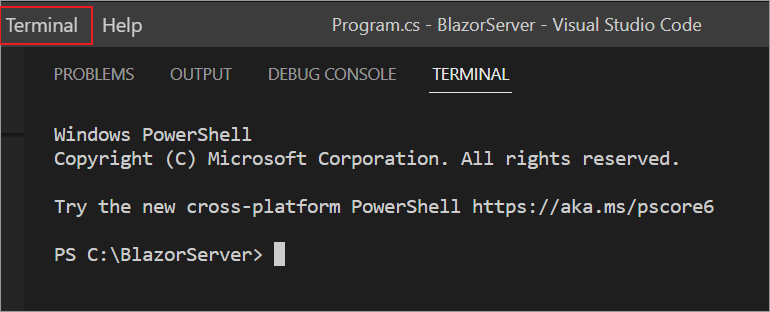 Terminal Help Program.cs - BlazorServer - Visual Studio Code
PROBLEMS OUTPUT DEBUG CONSOLE TERMINAL
Windows PowerShell
Copyright (C) Microsoft Corporation. All rights reserved.
Try the new cross-platform PowerShell https://aka.ms/pscore6
PS C:\BlazorServer>